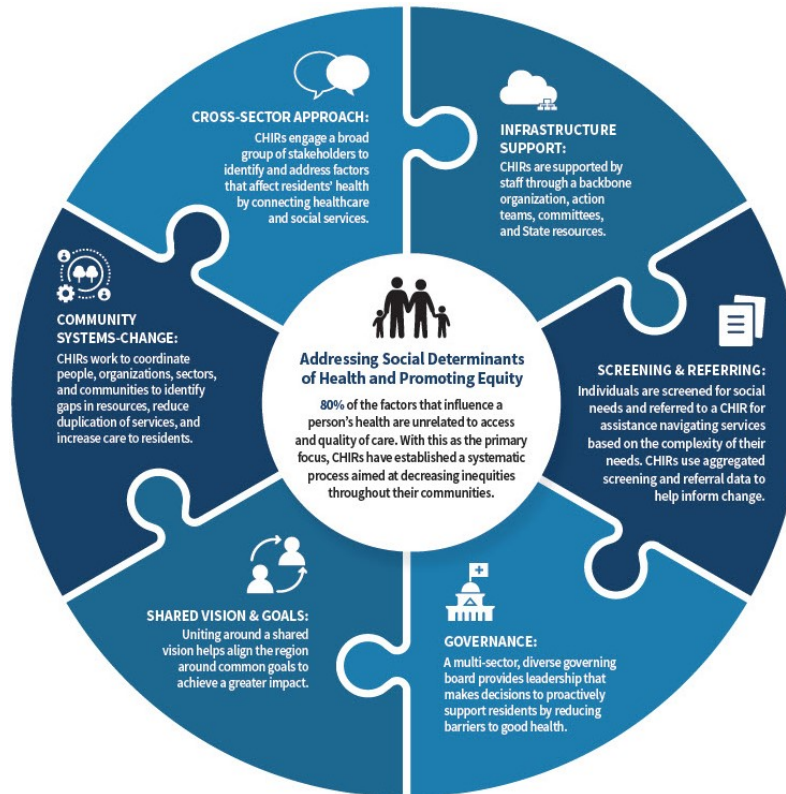 CROSS-SECTOR APPROACH:
CHIRs engage a broad
group of stakeholders to
identify and address factors
that affect residents' health
by connecting healthcare
and social services.
INFRASTRUCTURE
SUPPORT:
CHIRs are supported by
staff through a backbone
organization, action
teams, committees,
and State resources.
COMMUNITY
SYSTEMS-CHANGE:
CHIRs work to coordinate
people, organizations, sectors,
and communities to identify
gaps in resources, reduce
duplication of services, and
increase care to residents.
Addressing Social Determinants
of Health and Promoting Equity
80% of the factors that influence a
person's health are unrelated to access
and quality of care. With this as the primary
focus, CHIRs have established a systematic
process aimed at decreasing inequities
throughout their communities.
SCREENING & REFERRING:
Individuals are screened for social
needs and referred to a CHIR for
assistance navigating services
based on the complexity of their
needs. CHIRs use aggregated
screening and referral data to
help inform change.
SHARED VISION & GOALS:
Uniting around a shared
vision helps align the region
around common goals to
achieve a greater impact.
GOVERNANCE:
A multi-sector, diverse governing
board provides leadership that
makes decisions to proactively
support residents by reducing
barriers to good health.